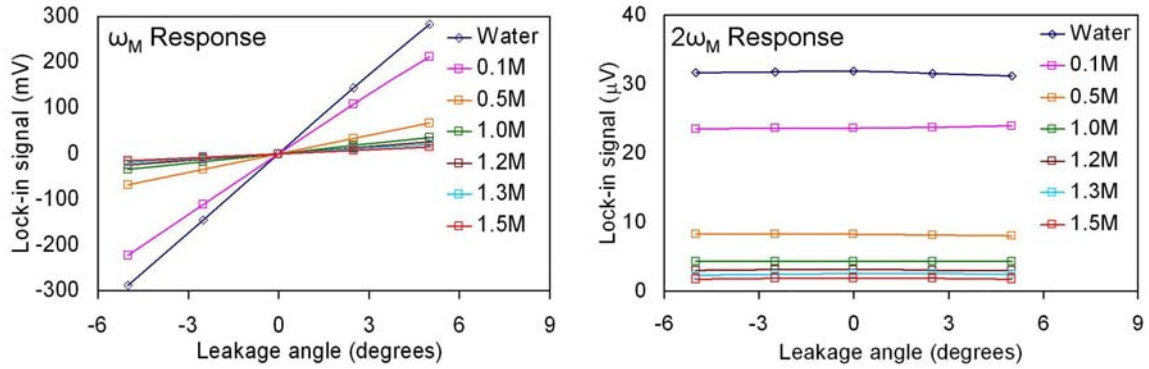 ω_M Response
Lock-in signal (mV)
300
200
100
0
-100
-200
-300
-6
-3
0
3
6
9
Leakage angle (degrees)
Water
0.1M
0.5M
1.0M
1.2M
1.3M
1.5M
2ω_M Response
Lock-in signal (μV)
40
30
20
10
0
-6
-3
0
3
6
9
Leakage angle (degrees)
Water
0.1M
0.5M
1.0M
1.2M
1.3M
1.5M